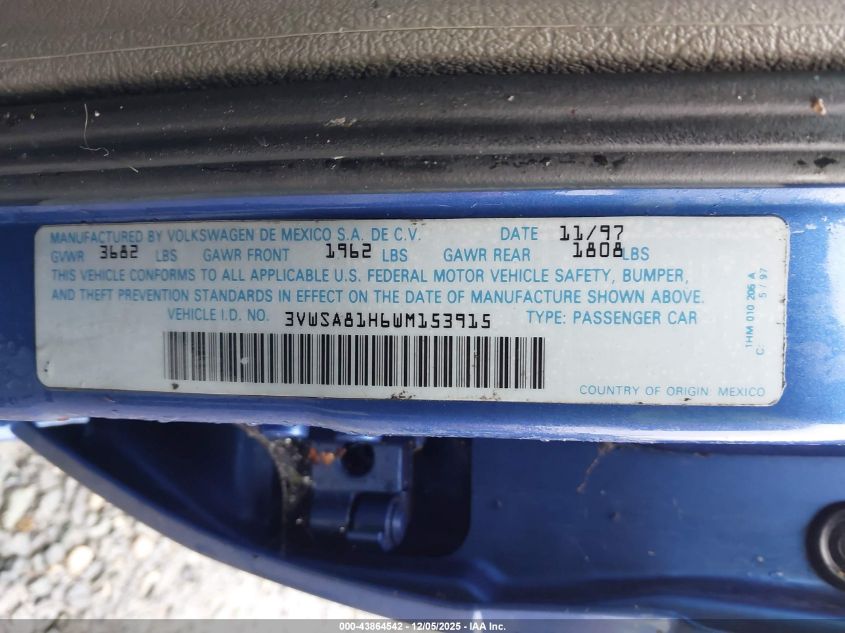 MANUFACTURED BY VOLKSWAGEN DE MEXICO S.A. DE C.V. DATE 11/97
GVWR 3682 LBS GAWR FRONT 1962 LBS GAWR REAR 1808 LBS
THIS VEHICLE CONFORMS TO ALL APPLICABLE U.S. FEDERAL MOTOR VEHICLE SAFETY, BUMPER,
AND THEFT PREVENTION STANDARDS IN EFFECT ON THE DATE OF MANUFACTURE SHOWN ABOVE.
VEHICLE I.D. NO. 3VWSA81H6WM153915 TYPE: PASSENGER CAR
COUNTRY OF ORIGIN MEXICO
1HM 010 206 A
C 5/97
000-43864542 / 12/05/2025 - IAA Inc.